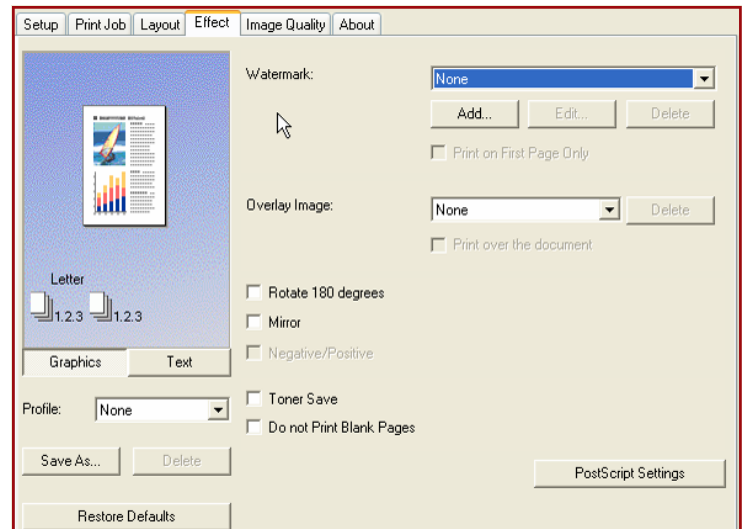 Setup Print Job Layout Effect Image Quality About
Watermark:
None
Add... Edit... Delete
Print on First Page Only
Overlay Image:
None Delete
Print over the document
Letter
1.2.3 1.2.3
Rotate 180 degrees
Mirror
Graphics Text
Negative/Positive
Profile: None
Toner Save
Do not Print Blank Pages
Save As... Delete
PostScript Settings
Restore Defaults